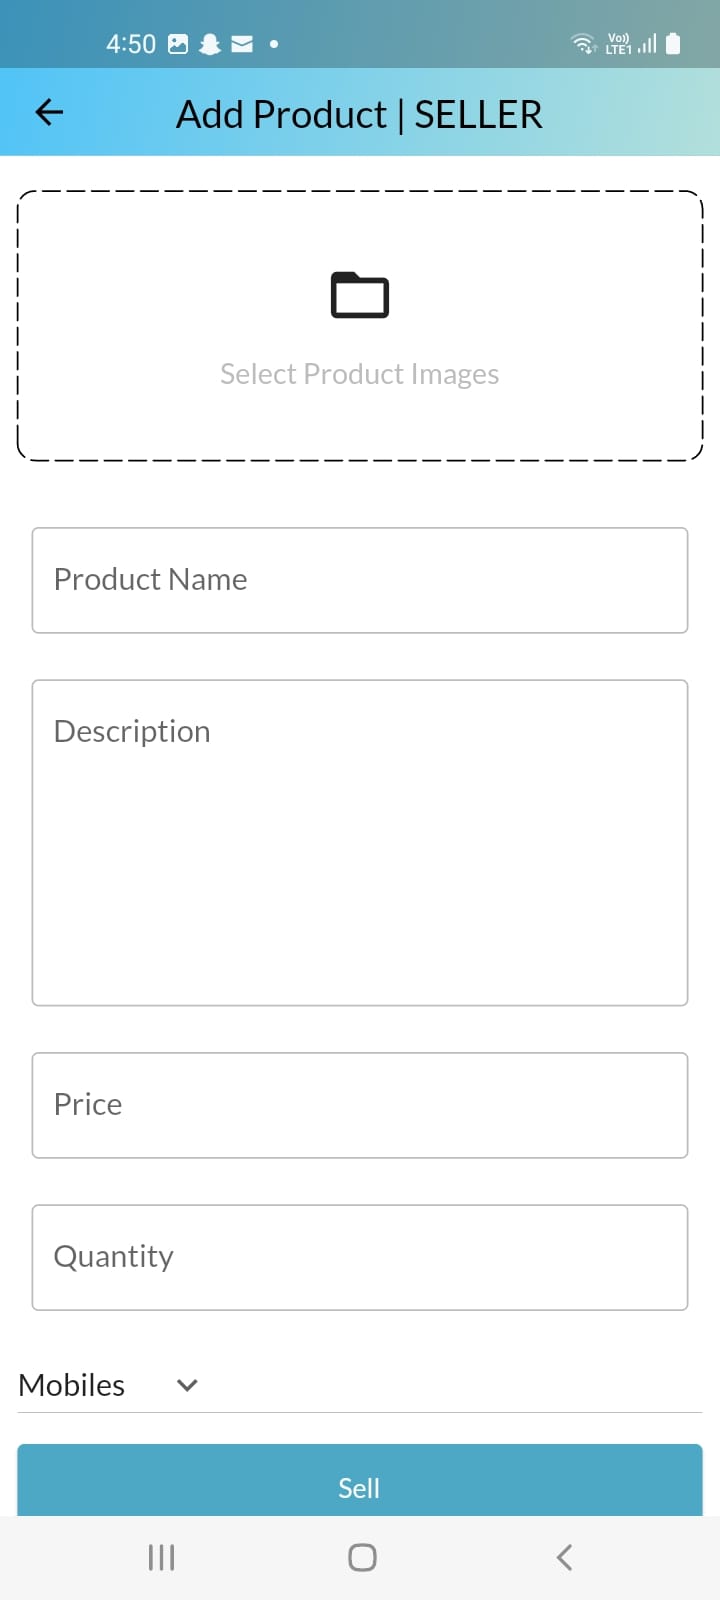 4:50
Vo)) LTE1
Add Product | SELLER
Select Product Images
Product Name
Description
Price
Quantity
Mobiles
Sell